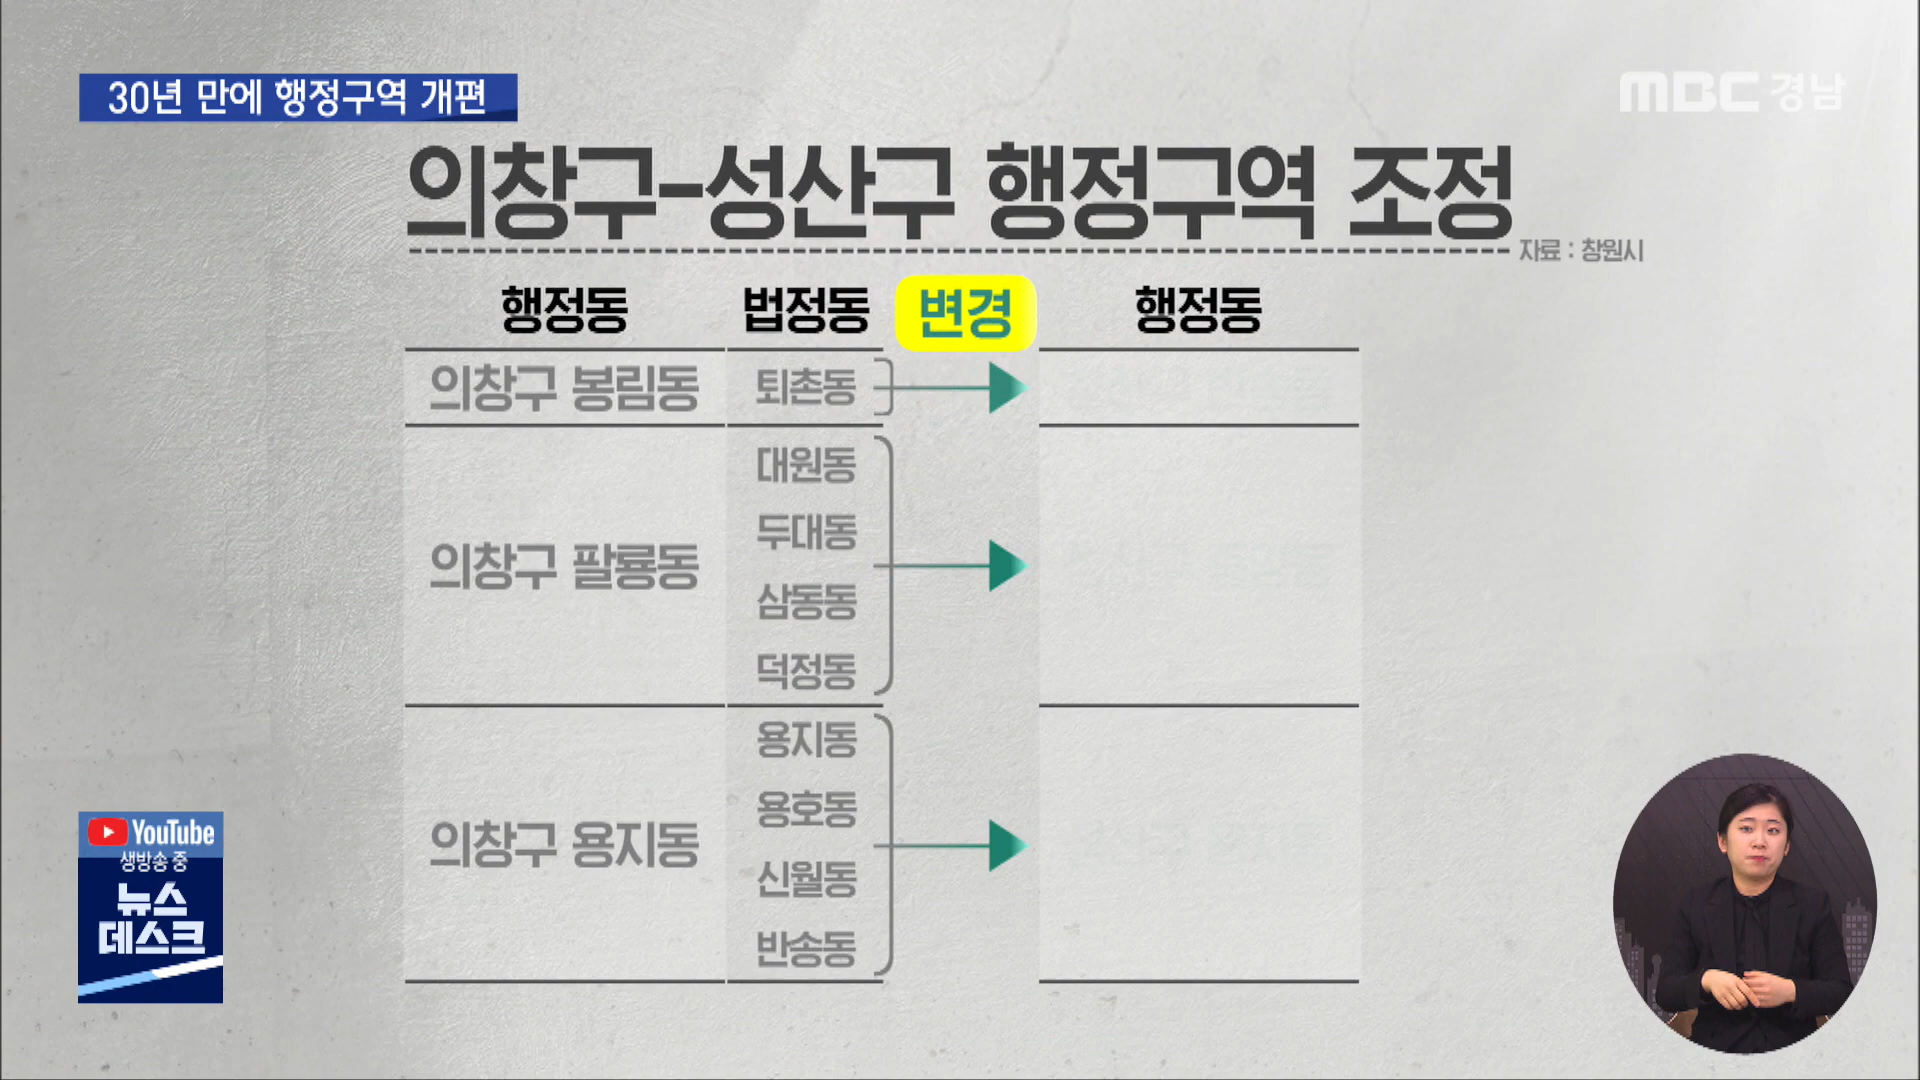 30년 만에 행정구역 개편
MBC 경남
의창구-성산구 행정구역 조정
자료 : 창원시
행정동 법정동 변경 행정동
의창구 봉림동 퇴촌동
의창구 팔룡동
대원동
두대동
삼동동
덕정동
의창구 용지동
용지동
용호동
신월동
반송동
YouTube
생방송 중
뉴스
데스크